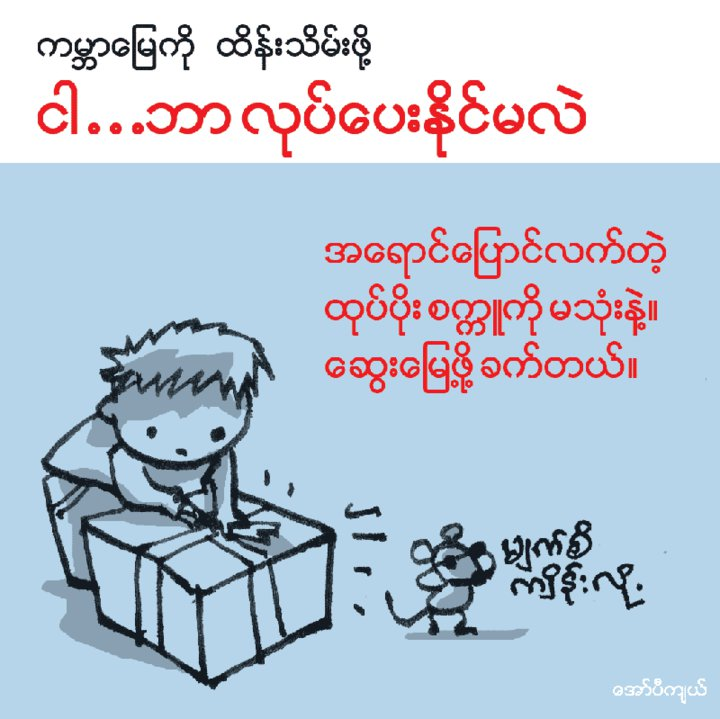 ကမ္ဘာမြေကို ထိန်းသိမ်းဖို့
ငါ...ဘာ လုပ်ပေးနိုင်မလဲ
အရောင်ပြောင်လက်တဲ့
ထုပ်ပိုး စက္ကူကို မသုံးနဲ့။
ဆွေးမြေ့ဖို့ ခက်တယ်။
မျက်စိ
ကျိန်းလို့
အော်ပီကျယ်